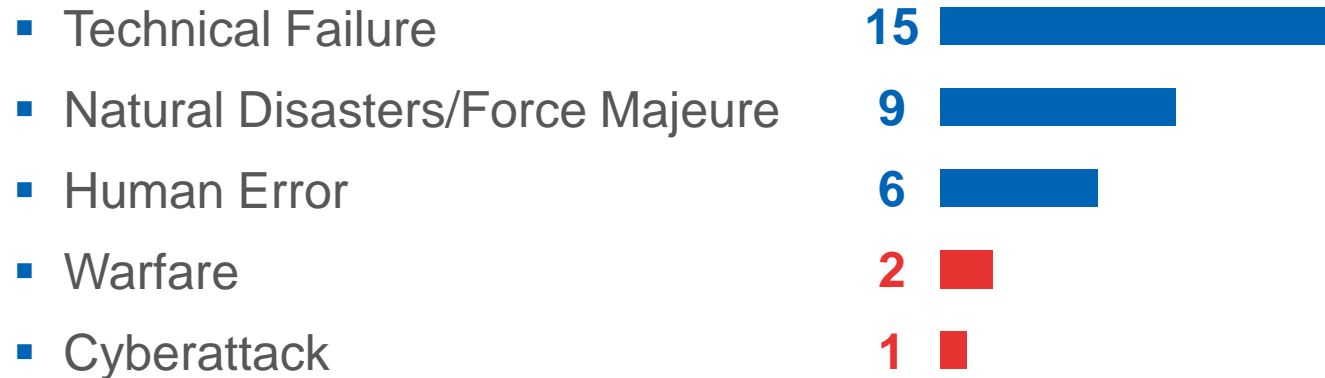 ▪ Technical Failure 15
▪ Natural Disasters/Force Majeure 9
▪ Human Error 6
▪ Warfare 2
▪ Cyberattack 1